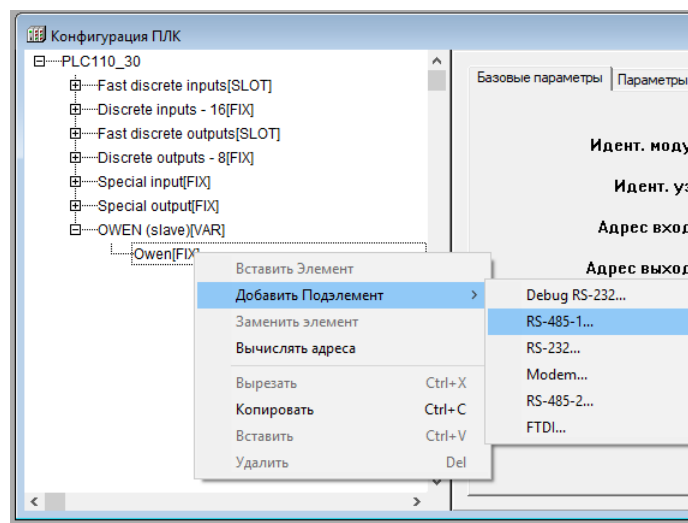 Конфигурация ПЛК
PLC110_30
Fast discrete inputs[SLOT]
Discrete inputs - 16[FIX]
Fast discrete outputs[SLOT]
Discrete outputs - 8[FIX]
Special input[FIX]
Special output[FIX]
OWEN (slave)[VAR]
Owen[FIX]
Базовые параметры Параметры
Идент. моду
Идент. уз
Адрес вход
Адрес выход
Вставить Элемент
Добавить Подэлемент
Заменить элемент
Вычислять адреса
Вырезать Ctrl+X
Копировать Ctrl+C
Вставить Ctrl+V
Удалить Del
Debug RS-232...
RS-485-1...
RS-232...
Modem...
RS-485-2...
FTDI...